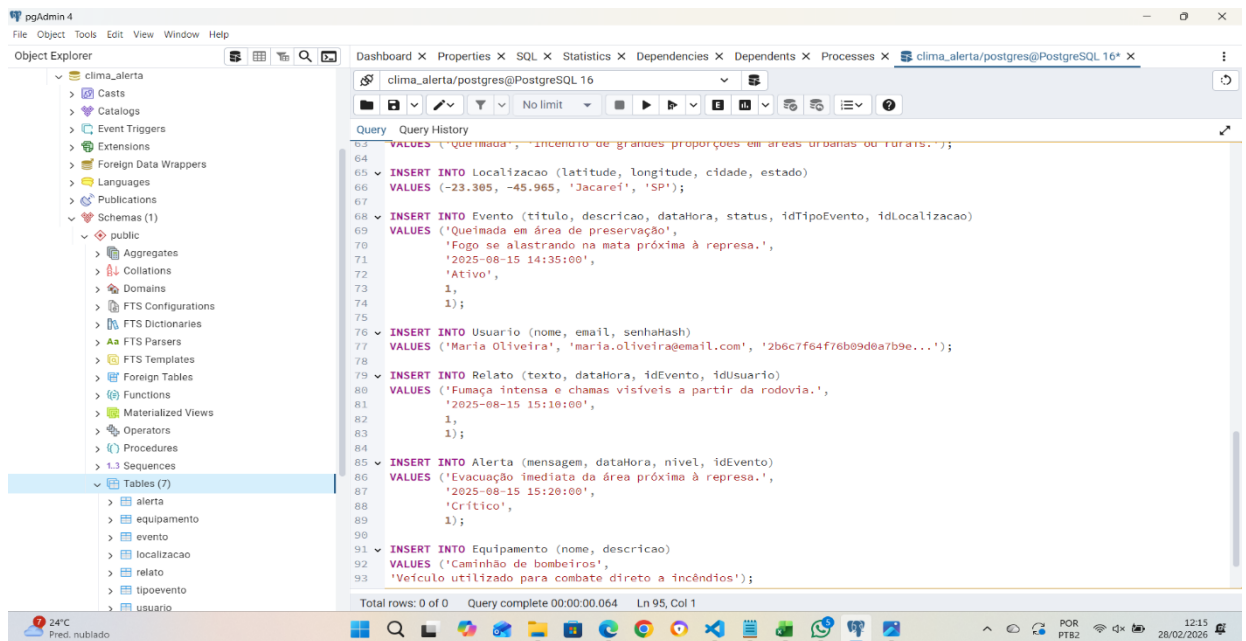 pgAdmin 4
File Object Tools Edit View Window Help
Object Explorer
Dashboard Properties SQL Statistics Dependencies Dependents Processes clima_alerta/postgres@PostgreSQL 16*
clima_alerta
Casts
Catalogs
Event Triggers
Extensions
Foreign Data Wrappers
Languages
Publications
Schemas (1)
public
Aggregates
Collations
Domains
FTS Configurations
FTS Dictionaries
FTS Parsers
FTS Templates
Foreign Tables
Functions
Materialized Views
Operators
Procedures
1..3 Sequences
Tables (7)
alerta
equipamento
evento
localizacao
relato
tipoevento
usuario
clima_alerta/postgres@PostgreSQL 16
No limit
Query Query History
63 VALUES ('Queimada', 'Incêndio de grandes proporções em áreas urbanas ou rurais.');
64
65 INSERT INTO Localizacao (latitude, longitude, cidade, estado)
66 VALUES (-23.305, -45.965, 'Jacareí', 'SP');
67
68 INSERT INTO Evento (titulo, descricao, dataHora, status, idTipoEvento, idLocalizacao)
69 VALUES ('Queimada em área de preservação',
70 'Fogo se alastrando na mata próxima à represa.',
71 '2025-08-15 14:35:00',
72 'Ativo',
73 1,
74 1);
75
76 INSERT INTO Usuario (nome, email, senhaHash)
77 VALUES ('Maria Oliveira', 'maria.oliveira@email.com', '2b6c7f64f76b09d0a7b9e...');
78
79 INSERT INTO Relato (texto, dataHora, idEvento, idUsuario)
80 VALUES ('Fumaça intensa e chamas visíveis a partir da rodovia.',
81 '2025-08-15 15:10:00',
82 1,
83 1);
84
85 INSERT INTO Alerta (mensagem, dataHora, nivel, idEvento)
86 VALUES ('Evacuação imediata da área próxima à represa.',
87 '2025-08-15 15:20:00',
88 'Crítico',
89 1);
90
91 INSERT INTO Equipamento (nome, descricao)
92 VALUES ('Caminhão de bombeiros',
93 'Veículo utilizado para combate direto a incêndios');
Total rows: 0 of 0 Query complete 00:00:00.064 Ln 95, Col 1
7
24°C
Pred. nublado
POR
PTB2
12:15
28/02/2026